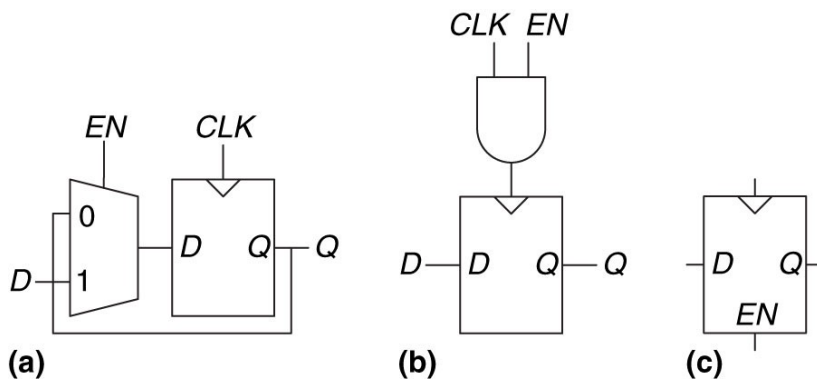 EN CLK
0
D 1 D Q Q
(a)
CLK EN
D D Q Q
(b)
D Q
EN
(c)